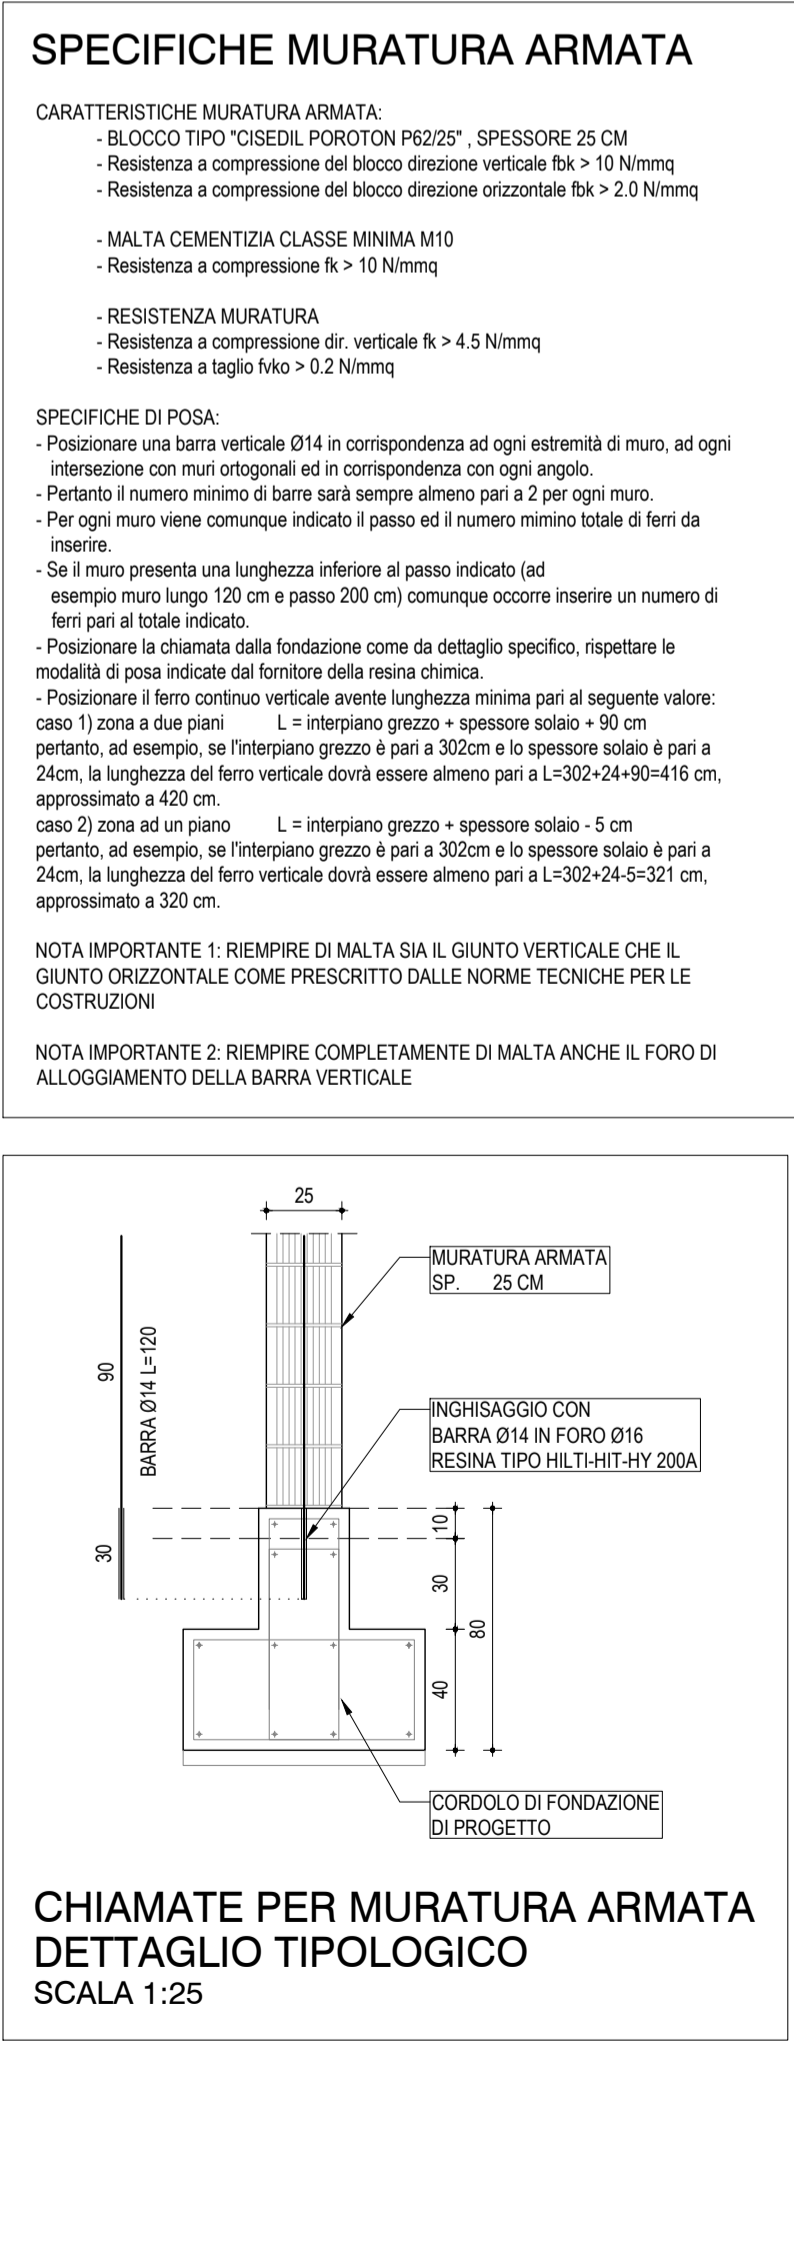 SPECIFICHE MURATURA ARMATA
CARATTERISTICHE MURATURA ARMATA:
- BLOCCO TIPO "CISEDIL POROTON P62/25" , SPESSORE 25 CM
- Resistenza a compressione del blocco direzione verticale fbk > 10 N/mmq
- Resistenza a compressione del blocco direzione orizzontale fbk > 2.0 N/mmq
- MALTA CEMENTIZIA CLASSE MINIMA M10
- Resistenza a compressione fk > 10 N/mmq
- RESISTENZA MURATURA
- Resistenza a compressione dir. verticale fk > 4.5 N/mmq
- Resistenza a taglio fvko > 0.2 N/mmq
SPECIFICHE DI POSA:
- Posizionare una barra verticale Ø14 in corrispondenza ad ogni estremità di muro, ad ogni
intersezione con muri ortogonali ed in corrispondenza con ogni angolo.
- Pertanto il numero minimo di barre sarà sempre almeno pari a 2 per ogni muro.
- Per ogni muro viene comunque indicato il passo ed il numero mimino totale di ferri da
inserire.
- Se il muro presenta una lunghezza inferiore al passo indicato (ad
esempio muro lungo 120 cm e passo 200 cm) comunque occorre inserire un numero di
ferri pari al totale indicato.
- Posizionare la chiamata dalla fondazione come da dettaglio specifico, rispettare le
modalità di posa indicate dal fornitore della resina chimica.
- Posizionare il ferro continuo verticale avente lunghezza minima pari al seguente valore:
caso 1) zona a due piani L = interpiano grezzo + spessore solaio + 90 cm
pertanto, ad esempio, se l'interpiano grezzo è pari a 302cm e lo spessore solaio è pari a
24cm, la lunghezza del ferro verticale dovrà essere almeno pari a L=302+24+90=416 cm,
approssimato a 420 cm.
caso 2) zona ad un piano L = interpiano grezzo + spessore solaio - 5 cm
pertanto, ad esempio, se l'interpiano grezzo è pari a 302cm e lo spessore solaio è pari a
24cm, la lunghezza del ferro verticale dovrà essere almeno pari a L=302+24-5=321 cm,
approssimato a 320 cm.
NOTA IMPORTANTE 1: RIEMPIRE DI MALTA SIA IL GIUNTO VERTICALE CHE IL
GIUNTO ORIZZONTALE COME PRESCRITTO DALLE NORME TECNICHE PER LE
COSTRUZIONI
NOTA IMPORTANTE 2: RIEMPIRE COMPLETAMENTE DI MALTA ANCHE IL FORO DI
ALLOGGIAMENTO DELLA BARRA VERTICALE
25
MURATURA ARMATA
SP. 25 CM
90
BARRA Ø14 L=120
INGHISAGGIO CON
BARRA Ø14 IN FORO Ø16
RESINA TIPO HILTI-HIT-HY 200A
30
10
30
80
40
CORDOLO DI FONDAZIONE
DI PROGETTO
CHIAMATE PER MURATURA ARMATA
DETTAGLIO TIPOLOGICO
SCALA 1:25